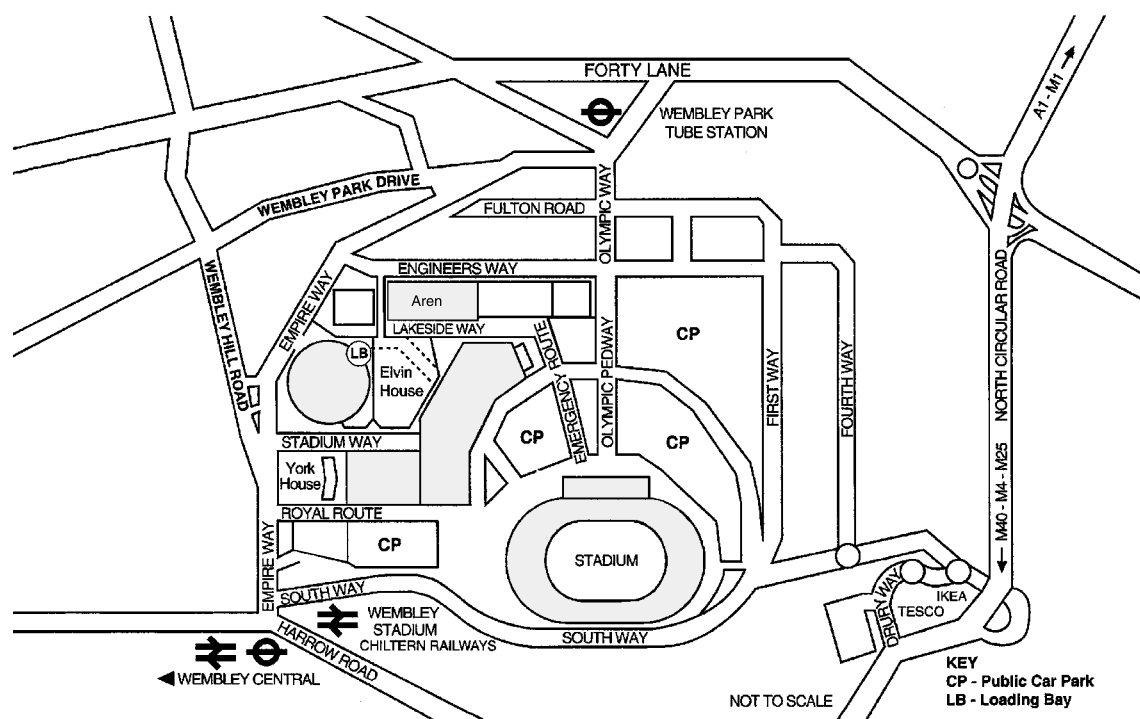 FORTY LANE
A1 - M1
WEMBLEY PARK
TUBE STATION
WEMBLEY PARK DRIVE
FULTON ROAD
OLYMPIC WAY
ENGINEERS WAY
WEMBLEY HILL ROAD
EMPIRE WAY
Aren
LAKESIDE WAY
NORTH CIRCULAR ROAD
CP
LB
Elvin
House
EMERGENCY ROUTE
OLYMPIC PEDWAY
FIRST WAY
FOURTH WAY
STADIUM WAY
CP
CP
York
House
M40 - M4 - M25
ROYAL ROUTE
CP
STADIUM
EMPIRE WAY
SOUTH WAY
DRURY WAY
IKEA
TESCO
WEMBLEY
STADIUM
CHILTERN RAILWAYS
SOUTH WAY
HARROW ROAD
WEMBLEY CENTRAL
NOT TO SCALE
KEY
CP - Public Car Park
LB - Loading Bay